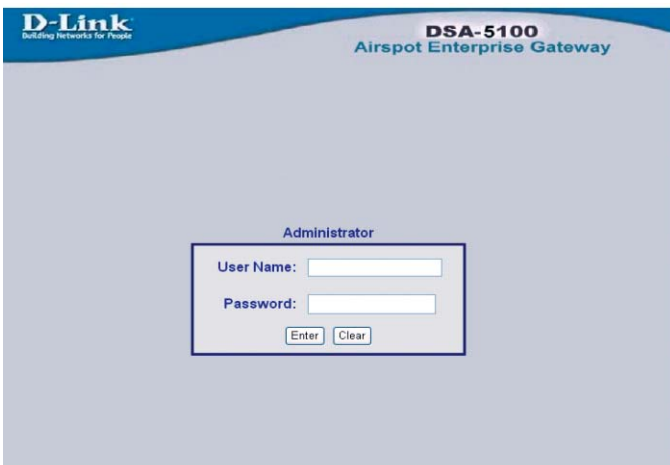 D-Link
Building Networks for People
DSA-5100
Airspot Enterprise Gateway
Administrator
User Name:
Password:
Enter Clear